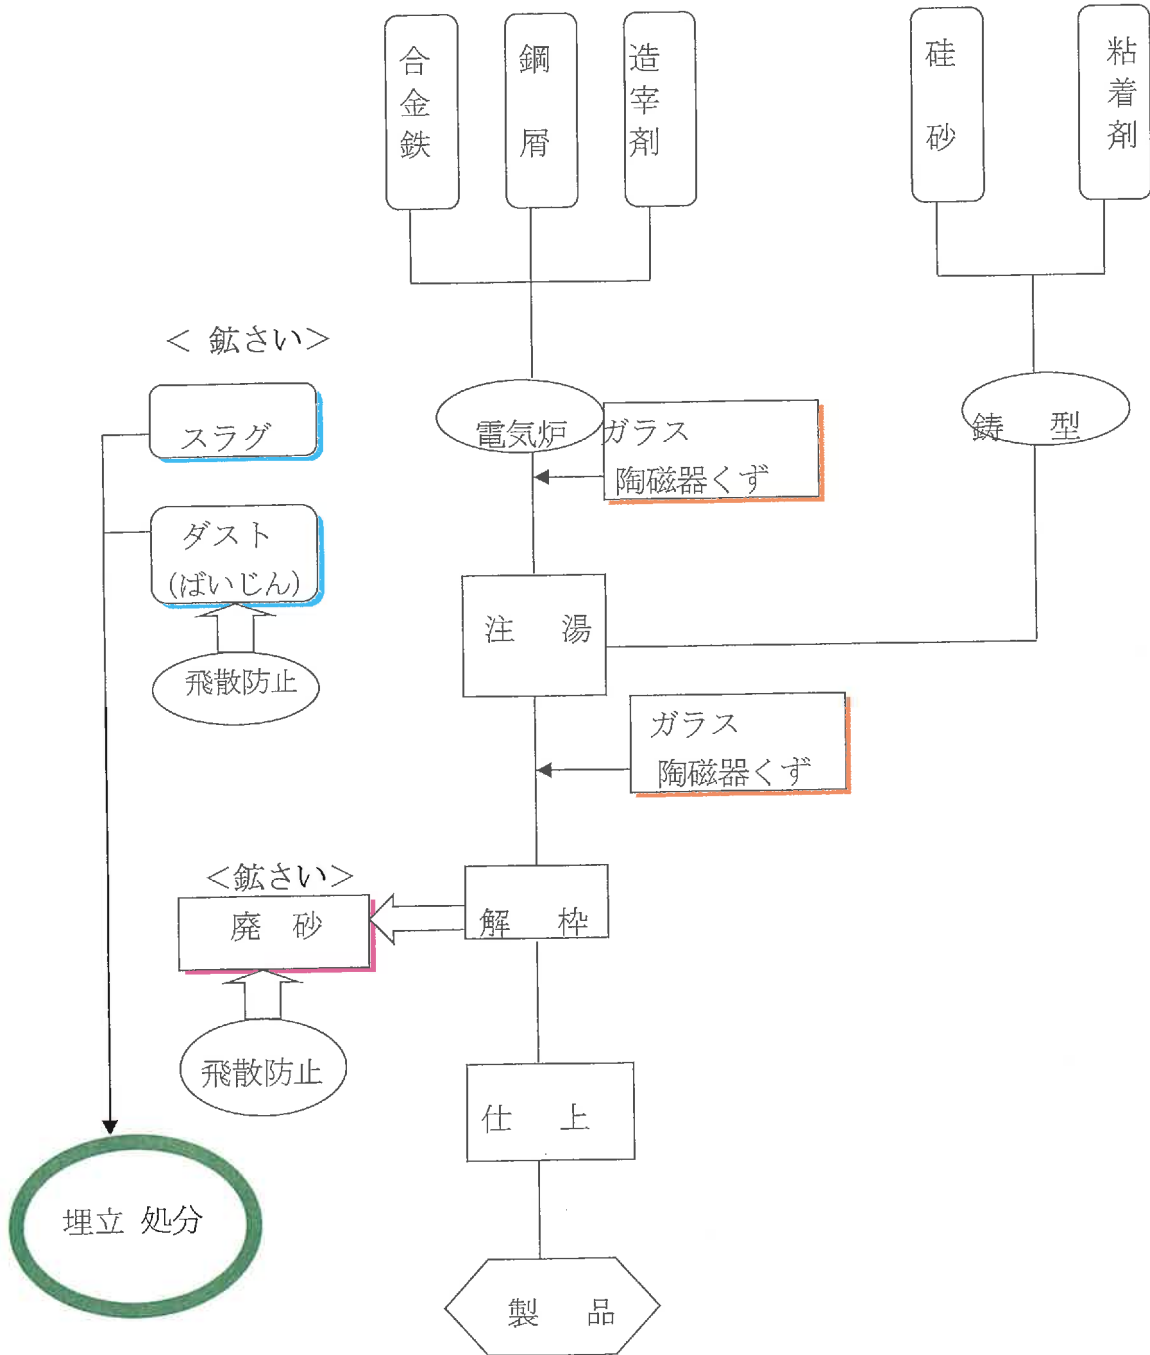 合金鉄
鋼屑
造宰剤
硅砂
粘着剤
＜ 鉱さい＞
スラグ
電気炉
ガラス
陶磁器くず
鋳 型
ダスト
(ばいじん)
注 湯
飛散防止
ガラス
陶磁器くず
＜鉱さい＞
廃 砂
解 枠
飛散防止
仕 上
埋立 処分
製 品